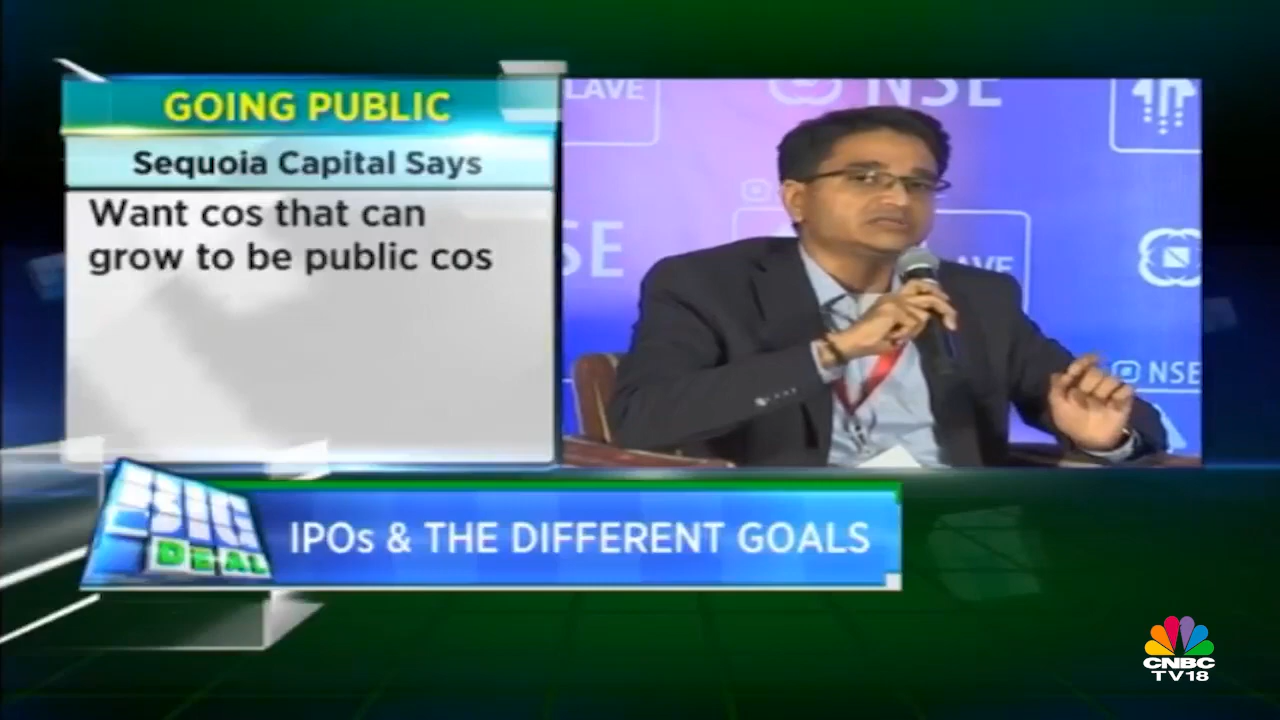 GOING PUBLIC
Sequoia Capital Says
Want cos that can
grow to be public cos
LAVE
NSE
SE
AVE
NSE
BIG
DEAL
IPOs & THE DIFFERENT GOALS
CNBC
TV18